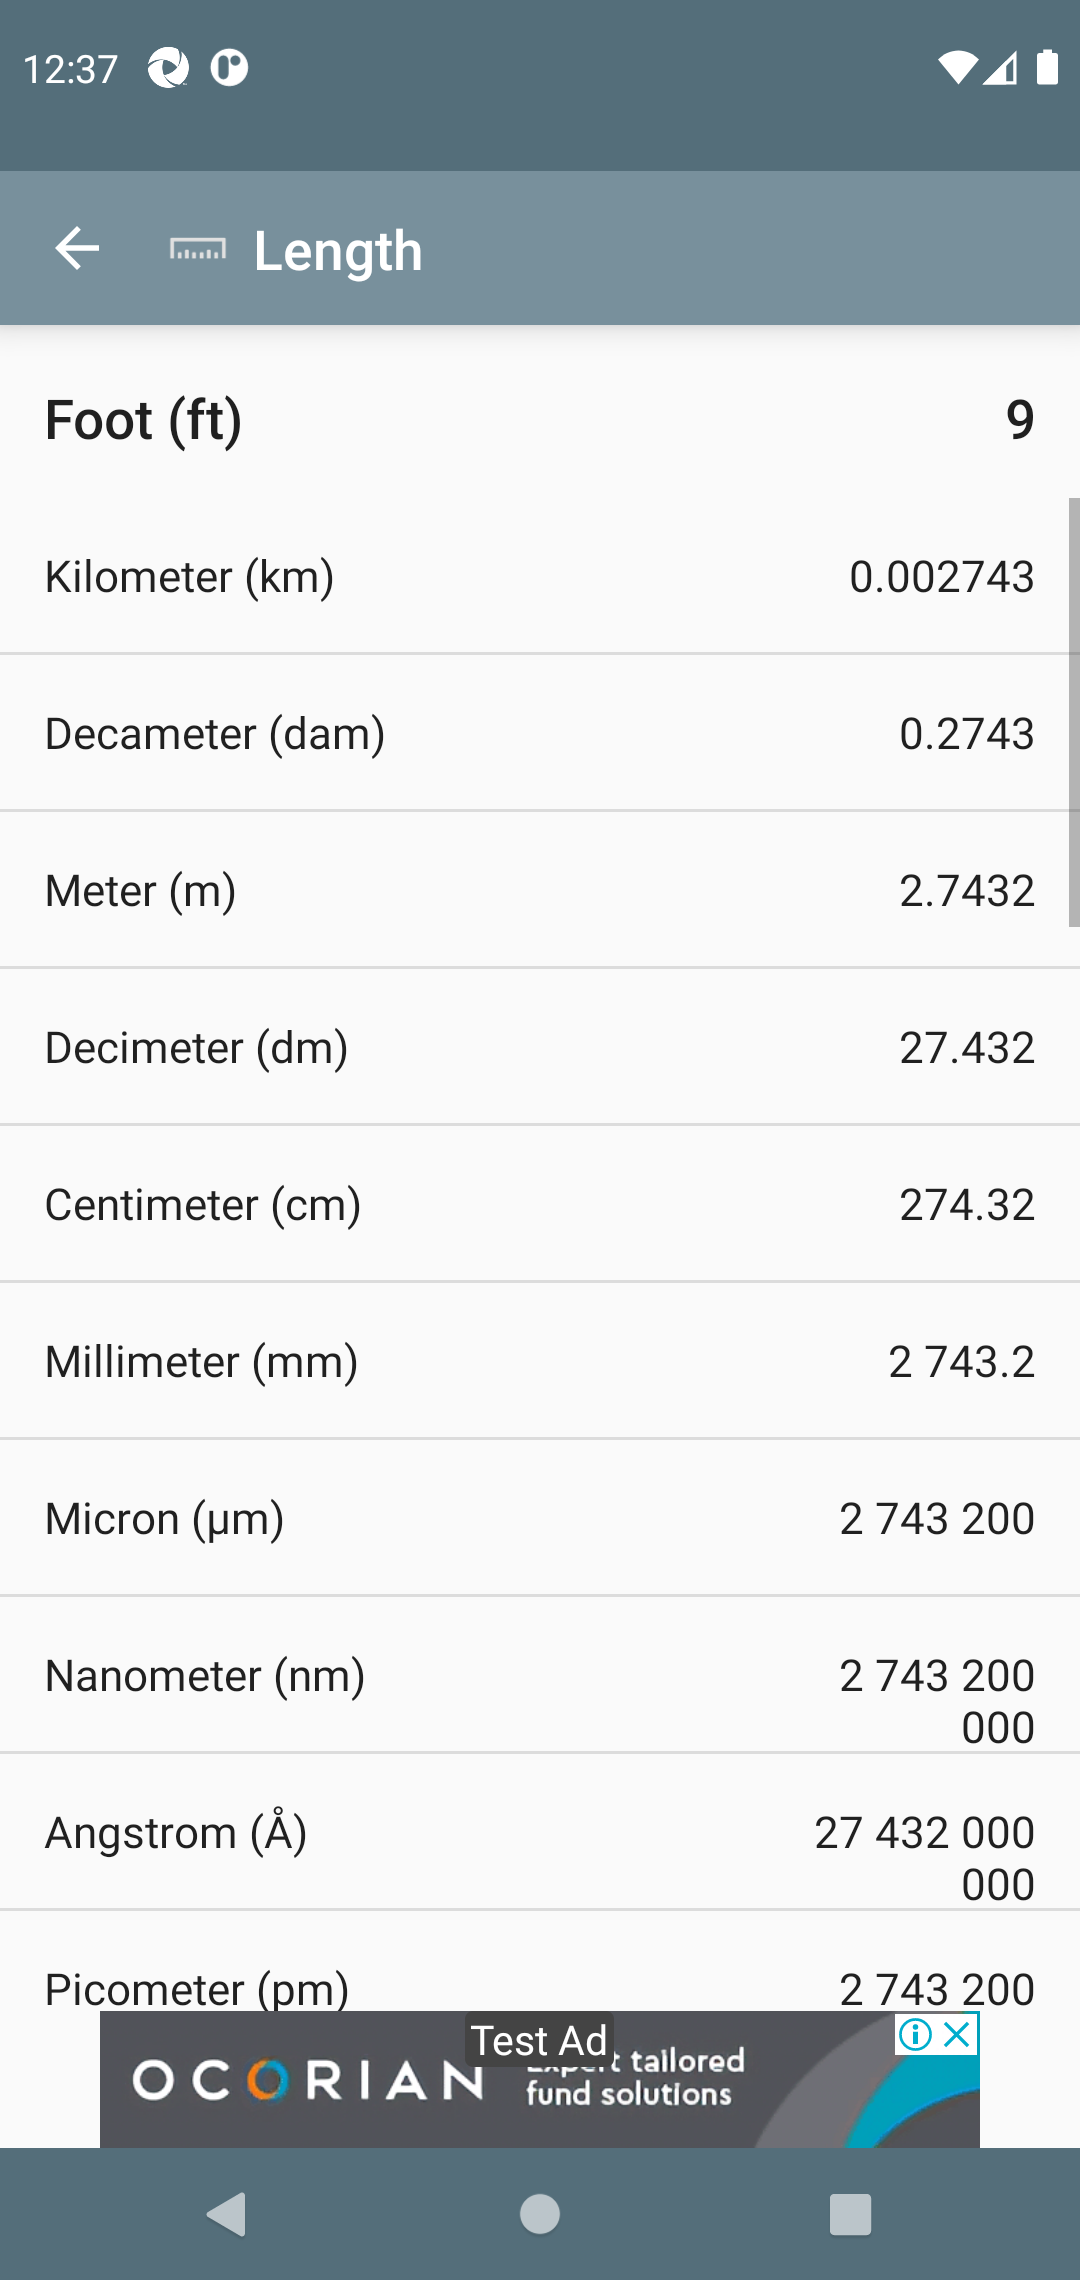 12:37
Length
Foot (ft) 9
Kilometer (km) 0.002743
Decameter (dam) 0.2743
Meter (m) 2.7432
Decimeter (dm) 27.432
Centimeter (cm) 274.32
Millimeter (mm) 2 743.2
Micron (μm) 2 743 200
Nanometer (nm) 2 743 200
000
Angstrom (Å) 27 432 000
000
Picometer (pm) 2 743 200
Test Ad
OCORIAN
tailored
fund solutions